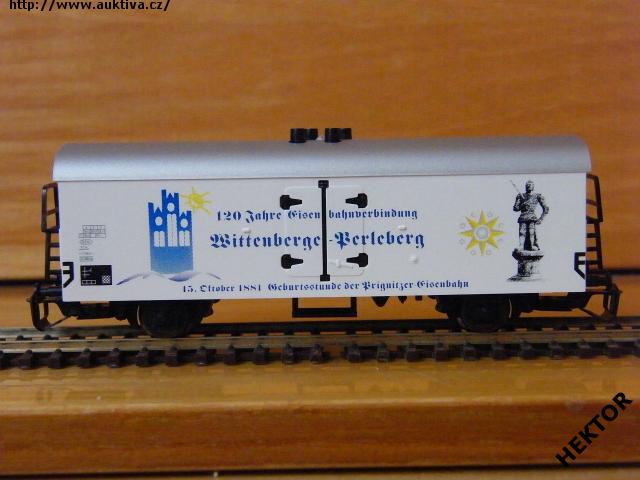 http://www.auktiva.cz/
120 Jahre Eisenbahnverbindung
Wittenberge-Perleberg
15. Oktober 1881 Geburtsstunde der Prignitzer Eisenbahn
HEKTOR